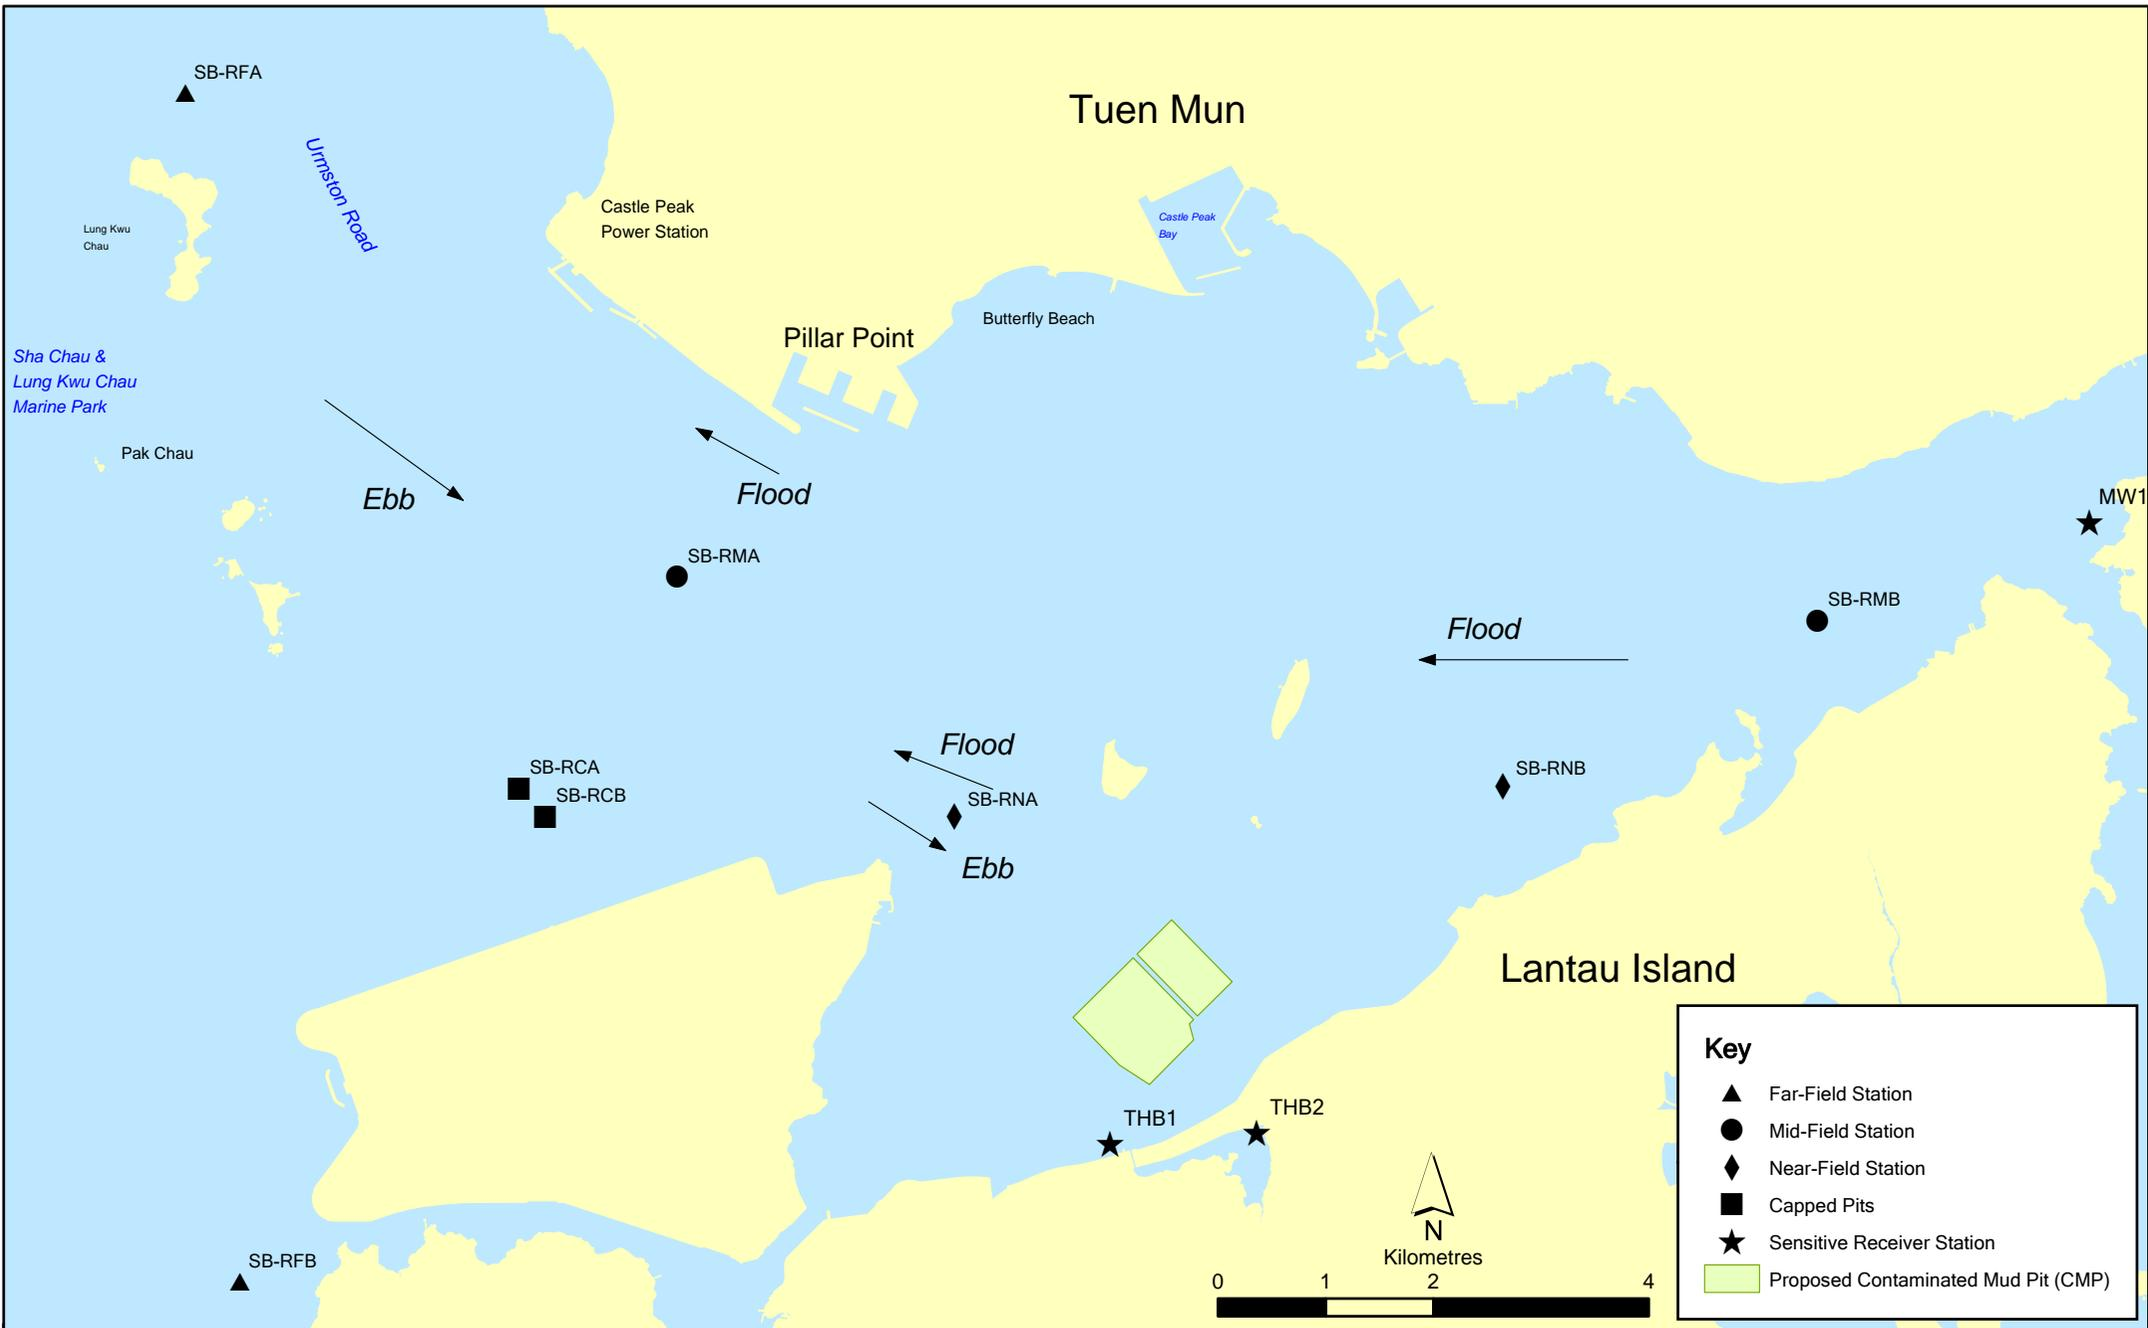 SB-RFA
Tuen Mun
Urmston Road
Castle Peak
Power Station
Castle Peak
Bay
Lung Kwu
Chau
Butterfly Beach
Pillar Point
Sha Chau &
Lung Kwu Chau
Marine Park
Pak Chau
Ebb
Flood
MW1
SB-RMA
SB-RMB
Flood
Flood
SB-RCA
SB-RNB
SB-RCB
SB-RNA
Ebb
Lantau Island
THB1
THB2
SB-RFB
N
Kilometres
0 1 2 4
Key
Far-Field Station
Mid-Field Station
Near-Field Station
Capped Pits
Sensitive Receiver Station
Proposed Contaminated Mud Pit (CMP)